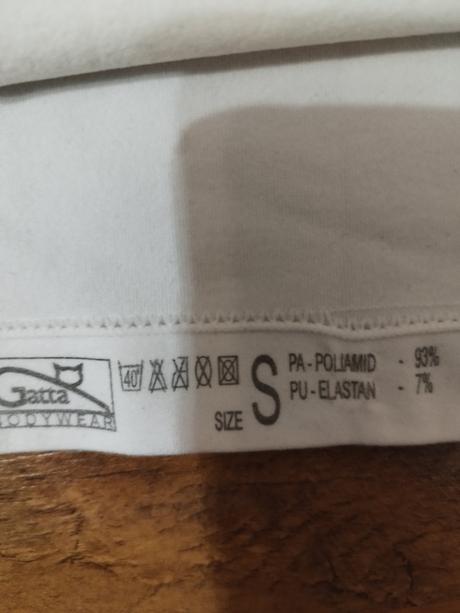 Gatta
BODYWEAR
40
SIZE S
PA - POLIAMID - 93%
PU - ELASTAN - 7%